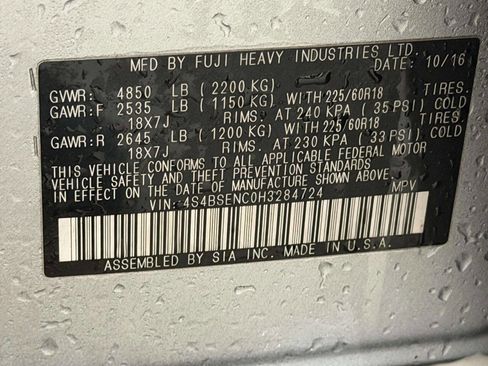 MFD BY FUJI HEAVY INDUSTRIES LTD.
DATE: 10/16
GVWR: 4850 LB (2200 KG)
GAWR:F 2535 LB (1150 KG) WITH 225/60R18 TIRES.
18X7J RIMS. AT 240 KPA (35 PSI) COLD
GAWR:R 2645 LB (1200 KG) WITH 225/60R18 TIRES.
18X7J RIMS. AT 230 KPA (33 PSI) COLD
THIS VEHICLE CONFORMS TO ALL APPLICABLE FEDERAL MOTOR
VEHICLE SAFETY AND THEFT PREVENTION STANDARDS
IN EFFECT ON THE DATE OF MANUFACTURE SHOWN ABOVE.
VIN: 4S4BSENC0H3284724 MPV
ASSEMBLED BY SIA INC. MADE IN U.S.A.